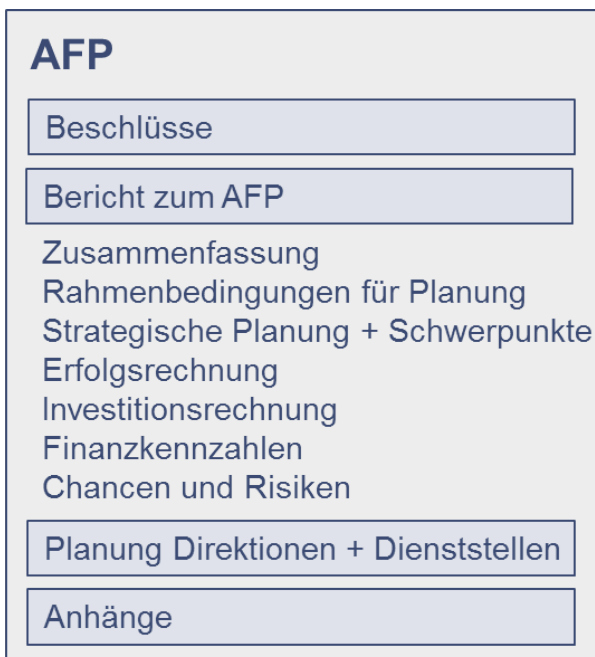 AFP
Beschlüsse
Bericht zum AFP
Zusammenfassung
Rahmenbedingungen für Planung
Strategische Planung + Schwerpunkte
Erfolgsrechnung
Investitionsrechnung
Finanzkennzahlen
Chancen und Risiken
Planung Direktionen + Dienststellen
Anhänge